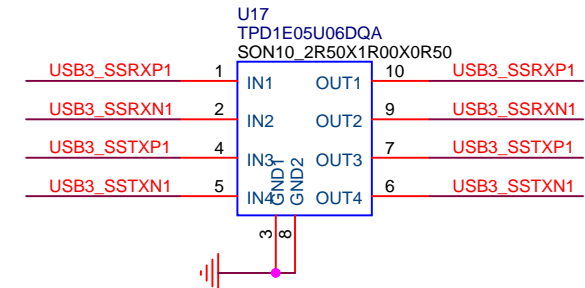 U17
TPD1E05U06DQA
SON10_2R50X1R00X0R50
USB3_SSRXP1 1 IN1 OUT1 10 USB3_SSRXP1
USB3_SSRXN1 2 IN2 OUT2 9 USB3_SSRXN1
USB3_SSTXP1 4 IN3 OUT3 7 USB3_SSTXP1
USB3_SSTXN1 5 IN4 OUT4 6 USB3_SSTXN1
GND1 GND2
3 8